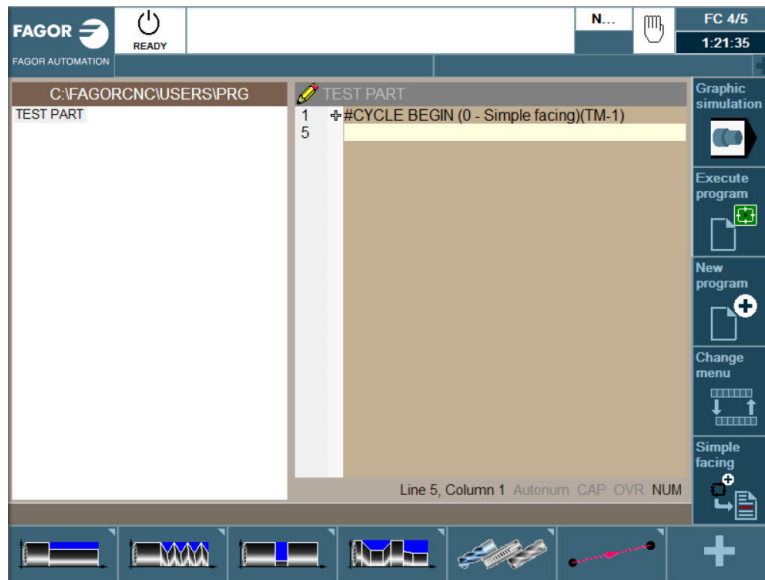 FAGOR
READY
N...
FC 4/5
1:21:35
FAGOR AUTOMATION
C:\FAGORCNC\USERS\PRG
TEST PART
TEST PART
1 #CYCLE BEGIN (0 - Simple facing)(TM-1)
5
Line 5, Column 1 Autonum CAP OVR NUM
Graphic
simulation
Execute
program
New
program
Change
menu
Simple
facing